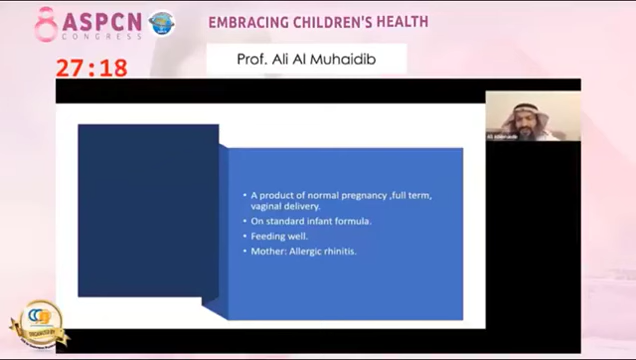 ASPCN
CONGRESS
EMBRACING CHILDREN'S HEALTH
Prof. Ali Al Muhaidib
27:18
• A product of normal pregnancy ,full term,
vaginal delivery.
• On standard infant formula.
• Feeding well.
• Mother: Allergic rhinitis.